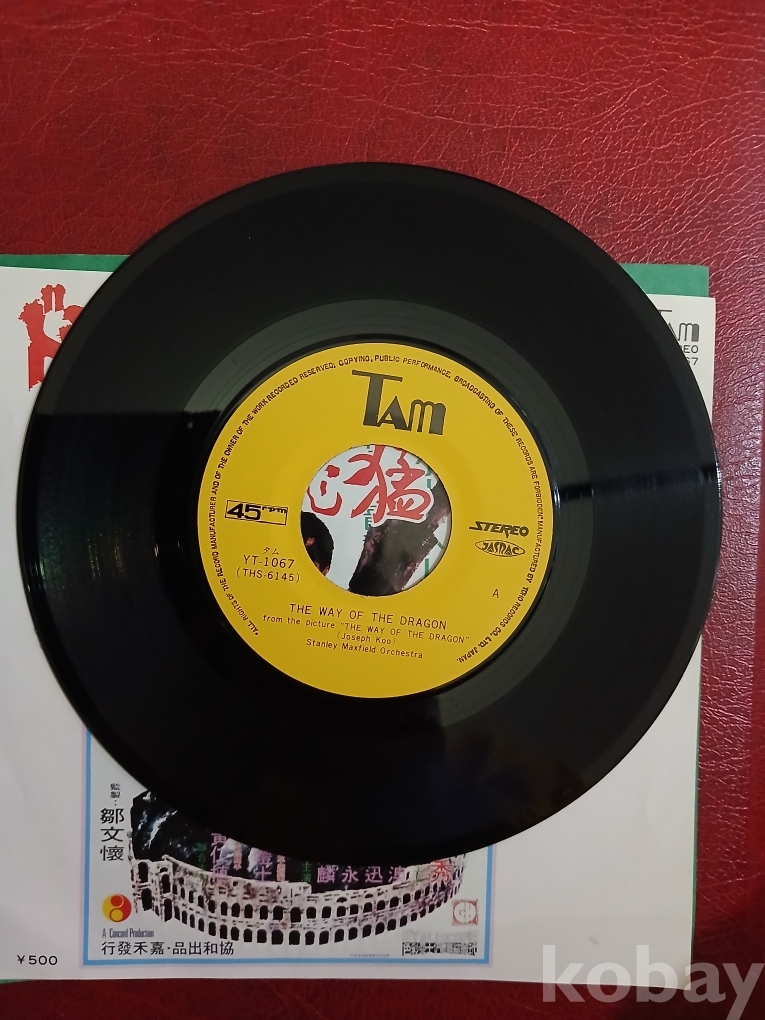 TAM
"ALL RIGHTS OF THE RECORD MANUFACTURER AND OF THE OWNER OF THE WORK RECORDED RESERVED. COPYING, PUBLIC PERFORMANCE, BROADCASTING OF THESE RECORDS ARE FORBIDDEN" MANUFACTURED BY TOHO RECORDS CO., LTD. JAPAN.
猛
45rpm
STEREO
JASRAC
タム
YT-1067
(THS-6145)
A
THE WAY OF THE DRAGON
from the picture "THE WAY OF THE DRAGON"
(Joseph Koo)
Stanley Maxfield Orchestra
監製:
鄒文懷
A Concord Production
協和出品·嘉禾發行
¥500
kobay